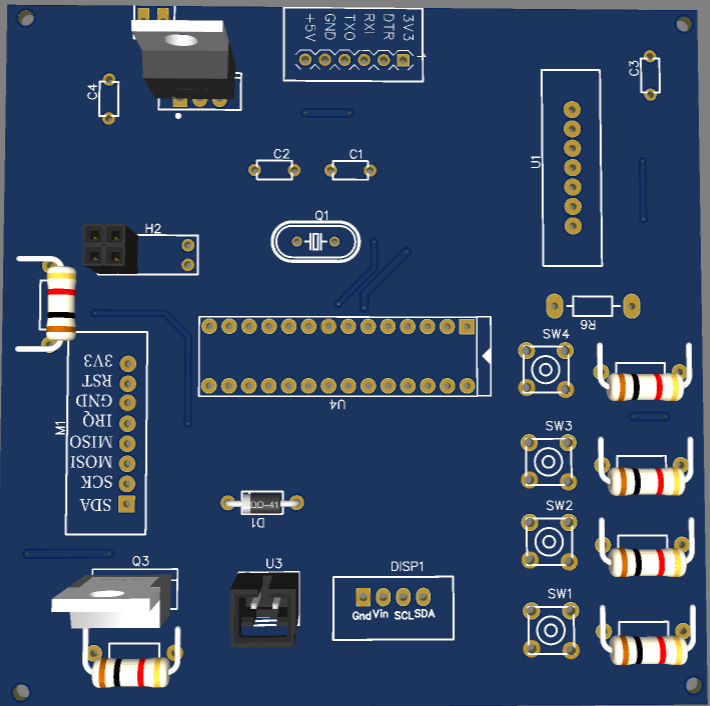 +5V
GND
TXO
RXI
DTR
3V3
C3
C4
C2
C1
U1
Q1
H2
R6
SW4
3V3
RST
GND
IRQ
MISO
MOSI
SCK
SDA
M1
U4
SW3
SW2
DO-41
D1
Q3
U3
DISP1
Gnd Vin SCL SDA
SW1